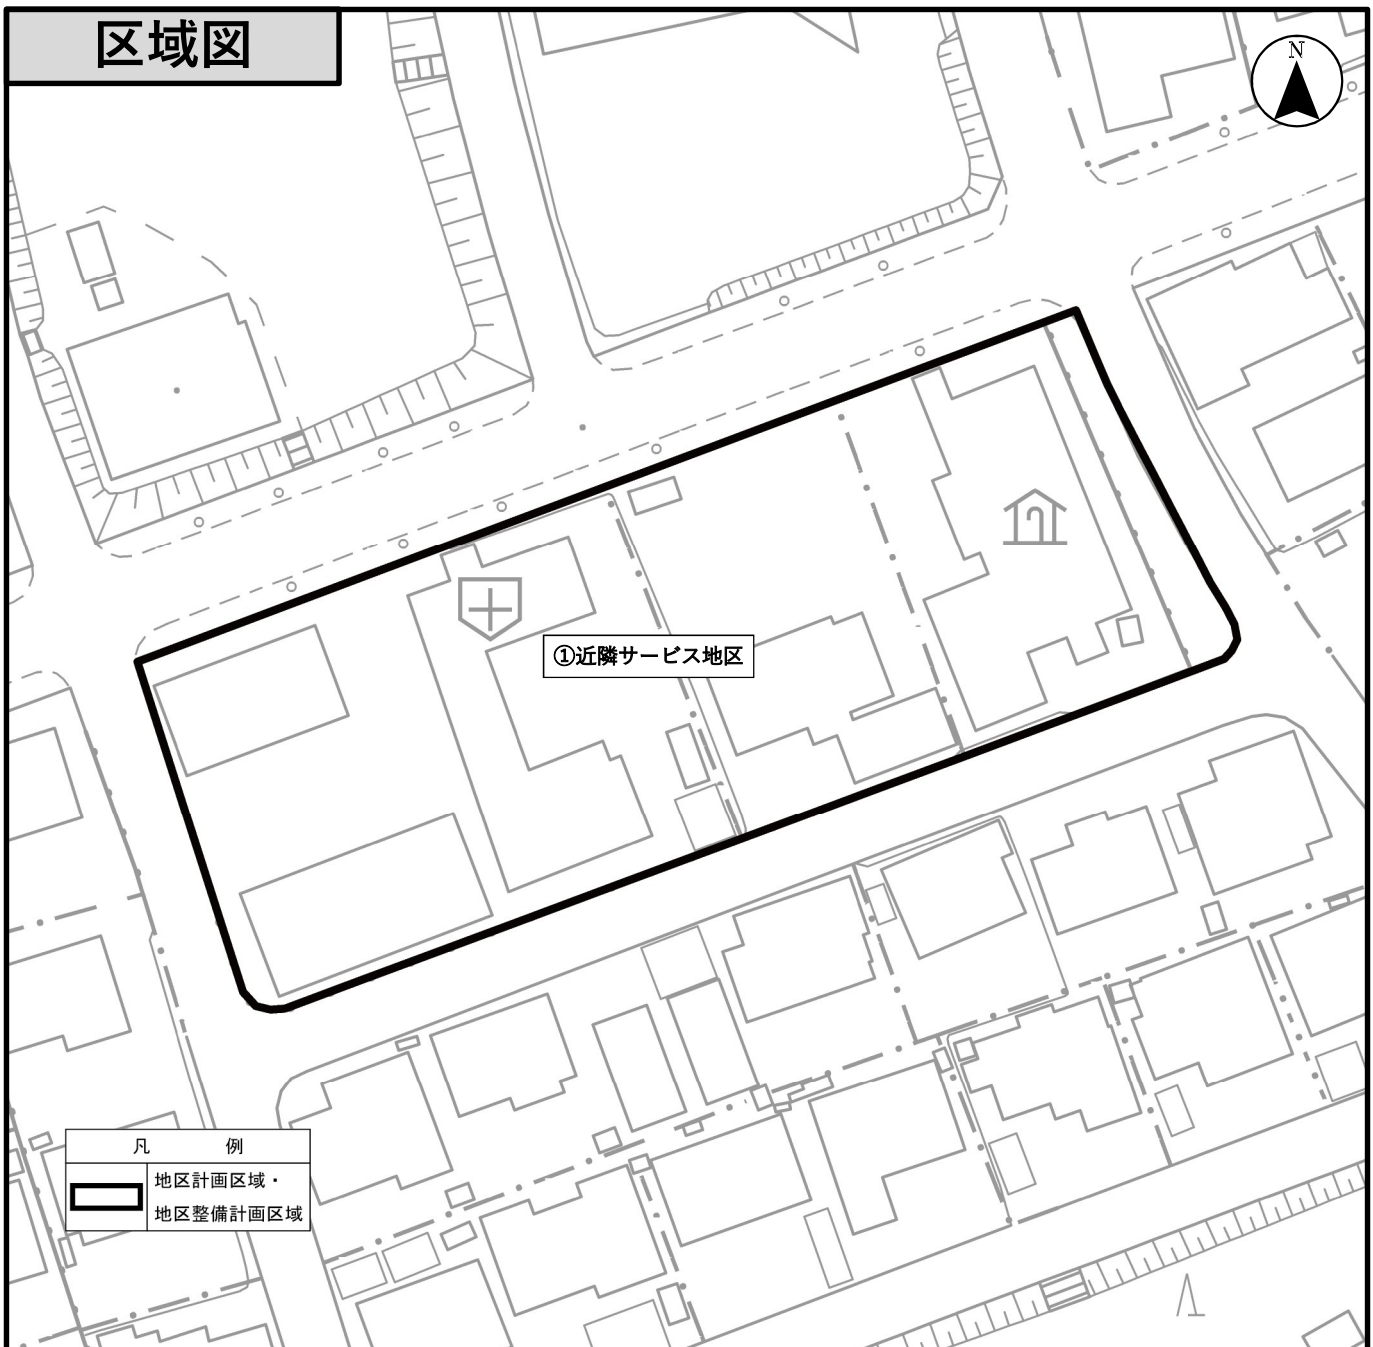 区域図
N
①近隣サービス地区
凡 例
地区計画区域・
地区整備計画区域